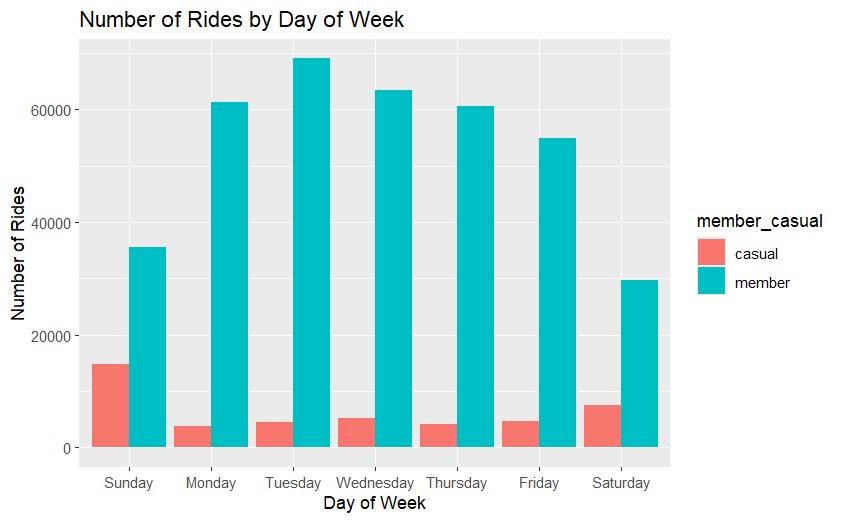 Number of Rides by Day of Week
Number of Rides
60000
40000
20000
0
Sunday Monday Tuesday Wednesday Thursday Friday Saturday
Day of Week
member_casual
casual
member